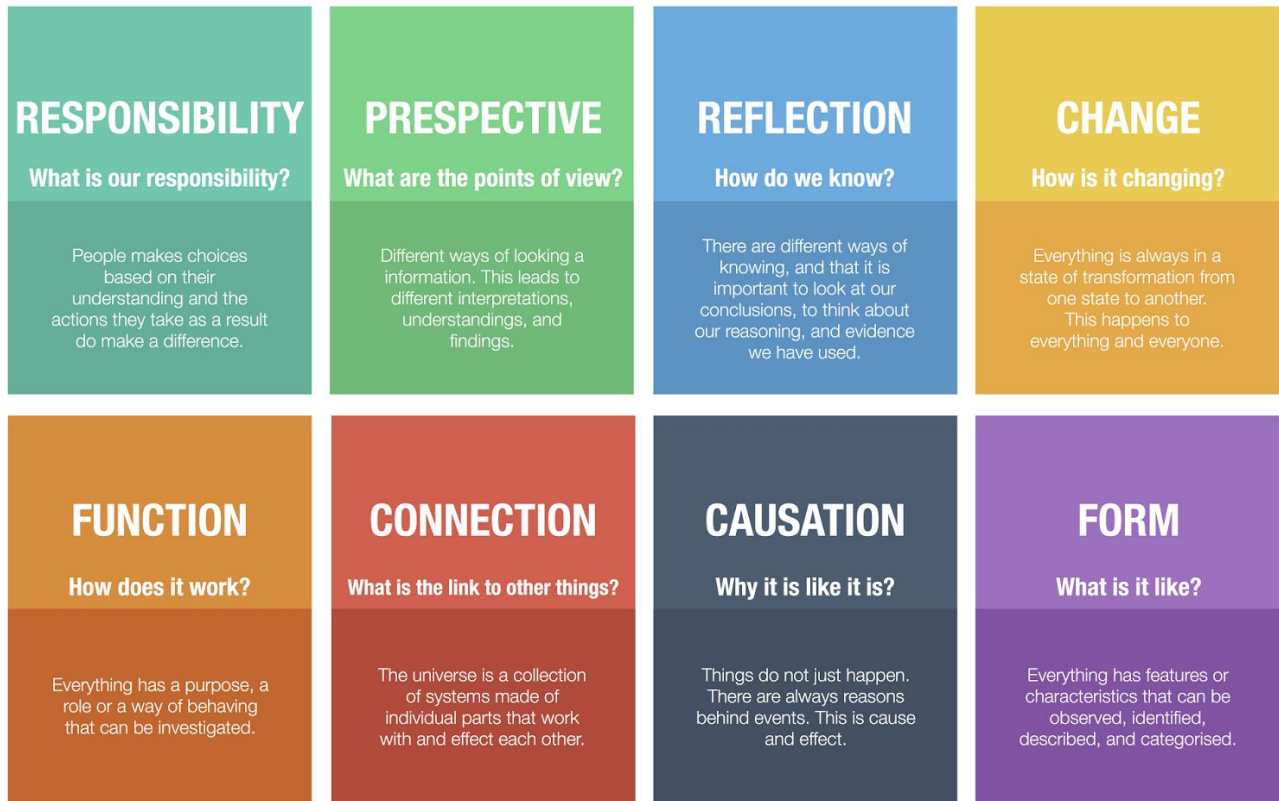 RESPONSIBILITY
What is our responsibility?
People makes choices
based on their
understanding and the
actions they take as a result
do make a difference.
PRESPECTIVE
What are the points of view?
Different ways of looking a
information. This leads to
different interpretations,
understandings, and
findings.
REFLECTION
How do we know?
There are different ways of
knowing, and that it is
important to look at our
conclusions, to think about
our reasoning, and evidence
we have used.
CHANGE
How is it changing?
Everything is always in a
state of transformation from
one state to another.
This happens to
everything and everyone.
FUNCTION
How does it work?
Everything has a purpose, a
role or a way of behaving
that can be investigated.
CONNECTION
What is the link to other things?
The universe is a collection
of systems made of
individual parts that work
with and effect each other.
CAUSATION
Why it is like it is?
Things do not just happen.
There are always reasons
behind events. This is cause
and effect.
FORM
What is it like?
Everything has features or
characteristics that can be
observed, identified,
described, and categorised.